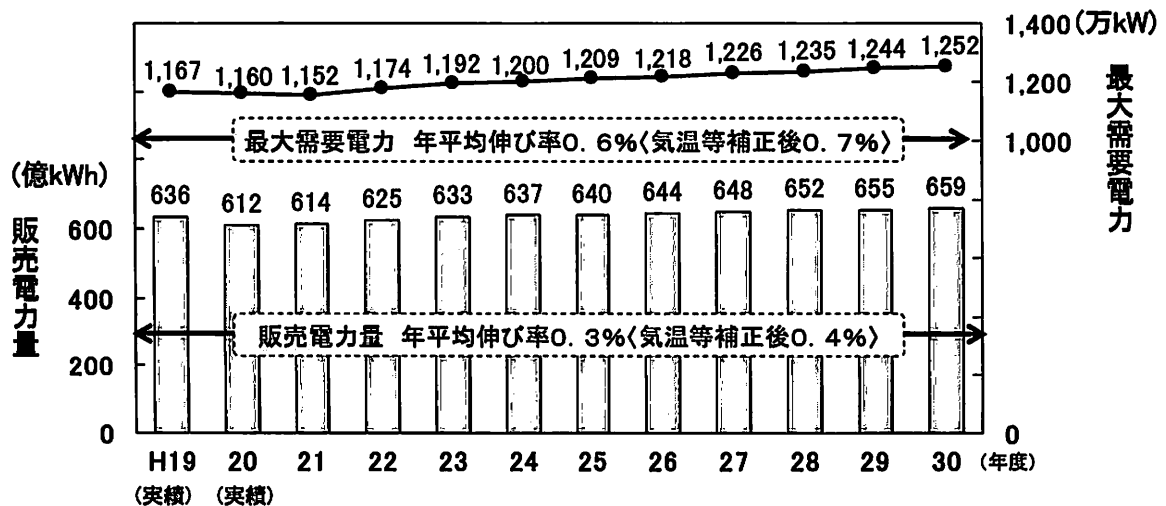 1,400(万kW)
1,167 1,160 1,152 1,174 1,192 1,200 1,209 1,218 1,226 1,235 1,244 1,252
1,200
最大需要電力
最大需要電力 年平均伸び率0.6%〈気温等補正後0.7%〉
1,000
(億kWh)
販売電力量
636 612 614 625 633 637 640 644 648 652 655 659
600
400
販売電力量 年平均伸び率0.3%〈気温等補正後0.4%〉
200
0
0
H19 20 21 22 23 24 25 26 27 28 29 30 (年度)
(実績) (実績)